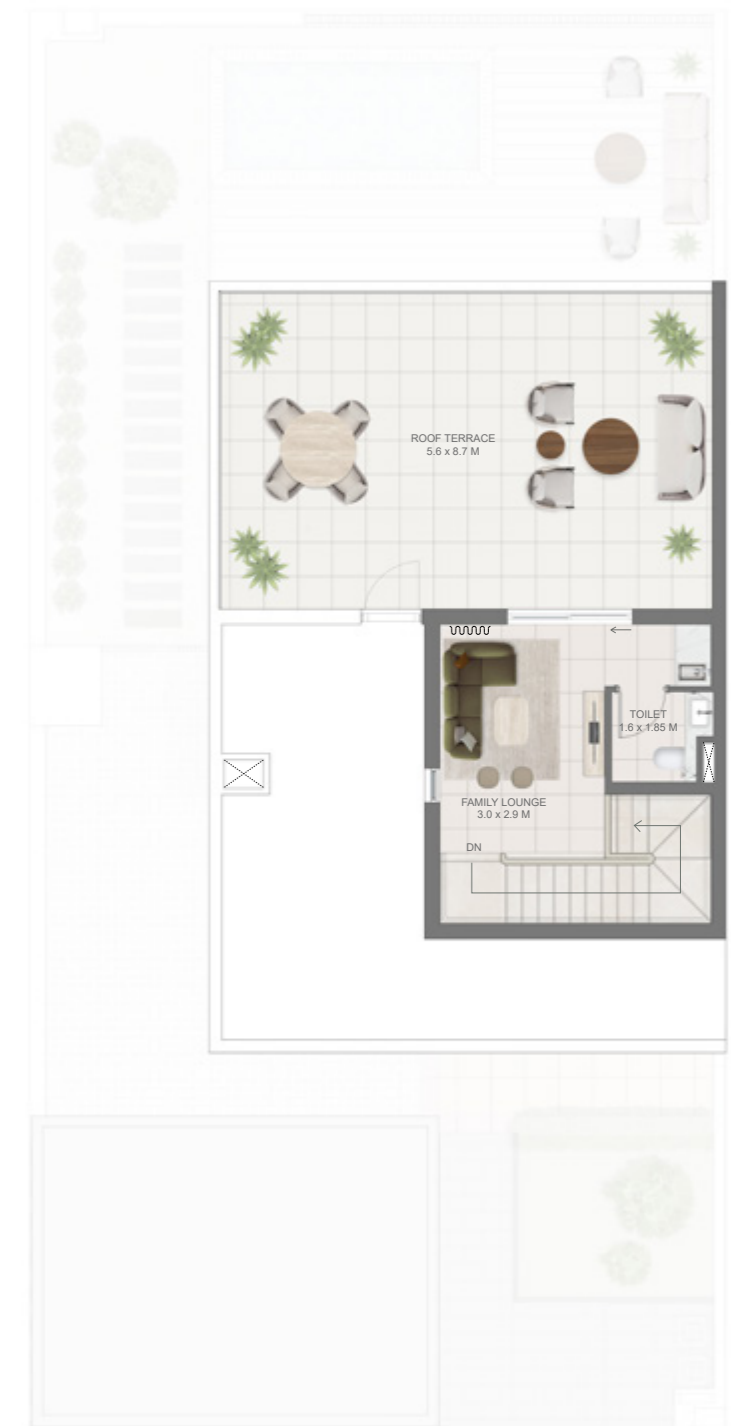 ROOF TERRACE
5.6 x 8.7 M
TOILET
1.6 x 1.85 M
FAMILY LOUNGE
3.0 x 2.9 M
DN